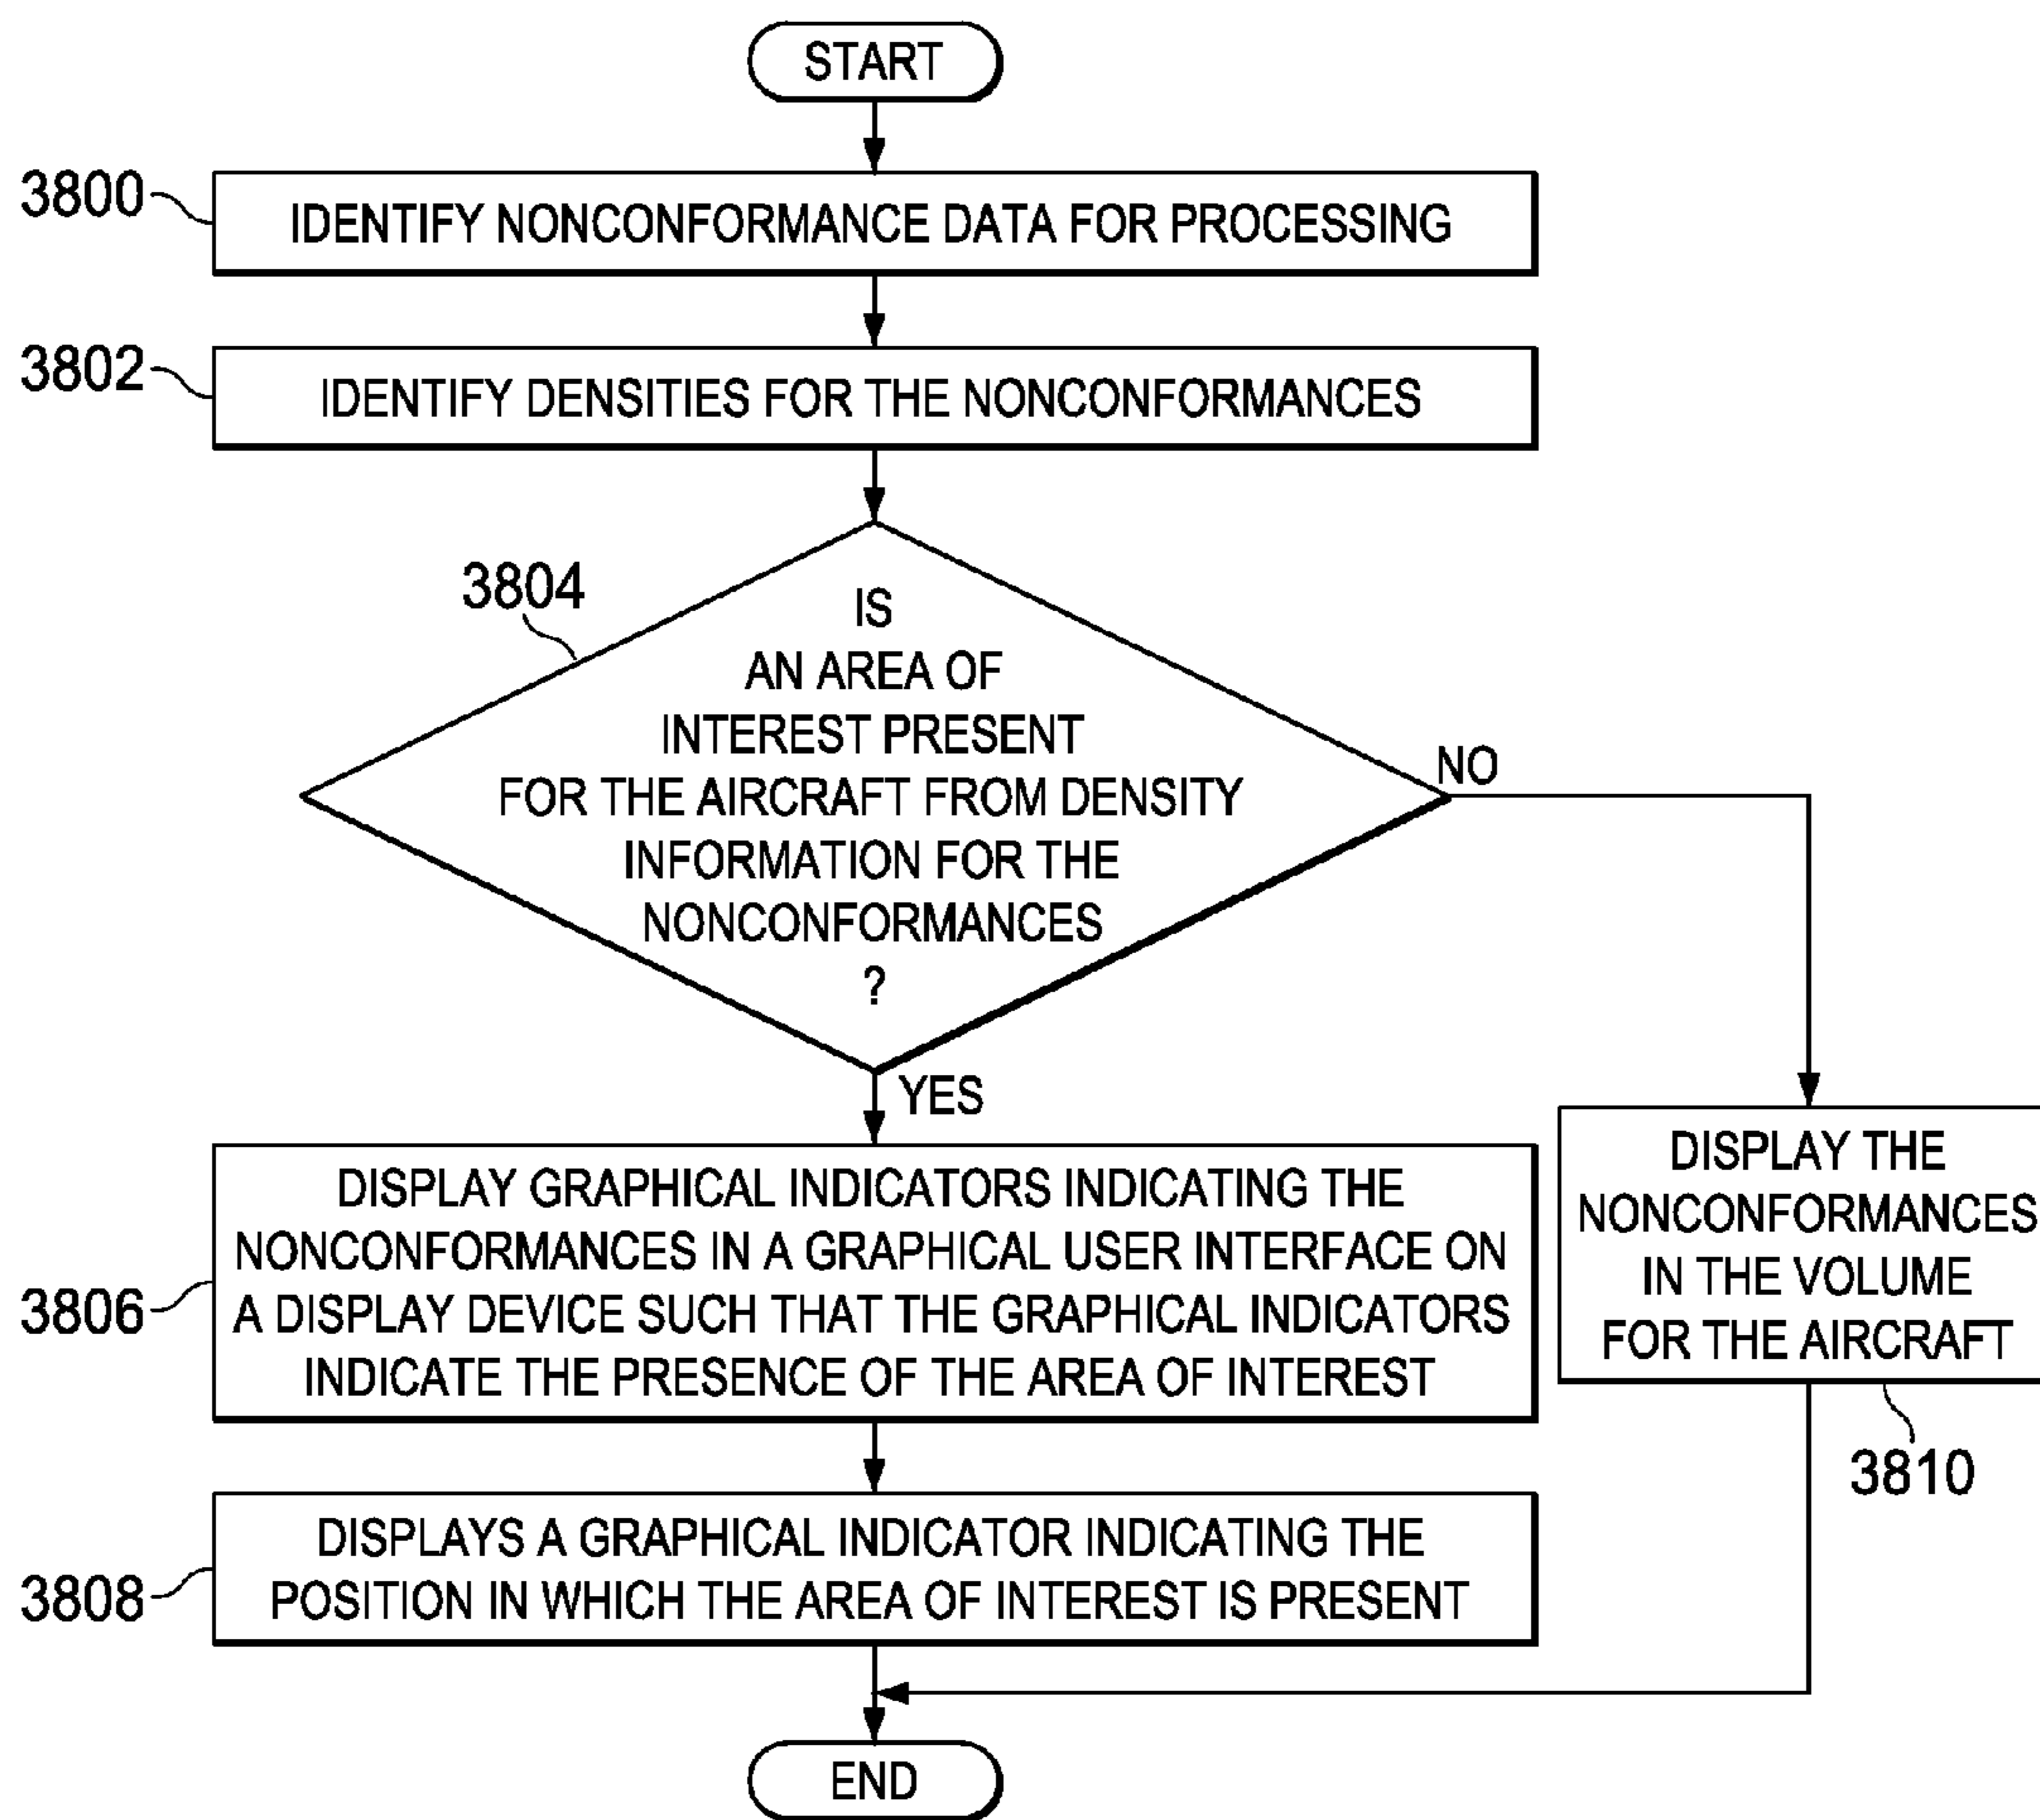 START
3800
IDENTIFY NONCONFORMANCE DATA FOR PROCESSING
3802
IDENTIFY DENSITIES FOR THE NONCONFORMANCES
3804
IS
AN AREA OF
INTEREST PRESENT
FOR THE AIRCRAFT FROM DENSITY
INFORMATION FOR THE
NONCONFORMANCES
?
NO
YES
3806
DISPLAY GRAPHICAL INDICATORS INDICATING THE
NONCONFORMANCES IN A GRAPHICAL USER INTERFACE ON
A DISPLAY DEVICE SUCH THAT THE GRAPHICAL INDICATORS
INDICATE THE PRESENCE OF THE AREA OF INTEREST
DISPLAY THE
NONCONFORMANCES
IN THE VOLUME
FOR THE AIRCRAFT
3810
3808
DISPLAYS A GRAPHICAL INDICATOR INDICATING THE
POSITION IN WHICH THE AREA OF INTEREST IS PRESENT
END